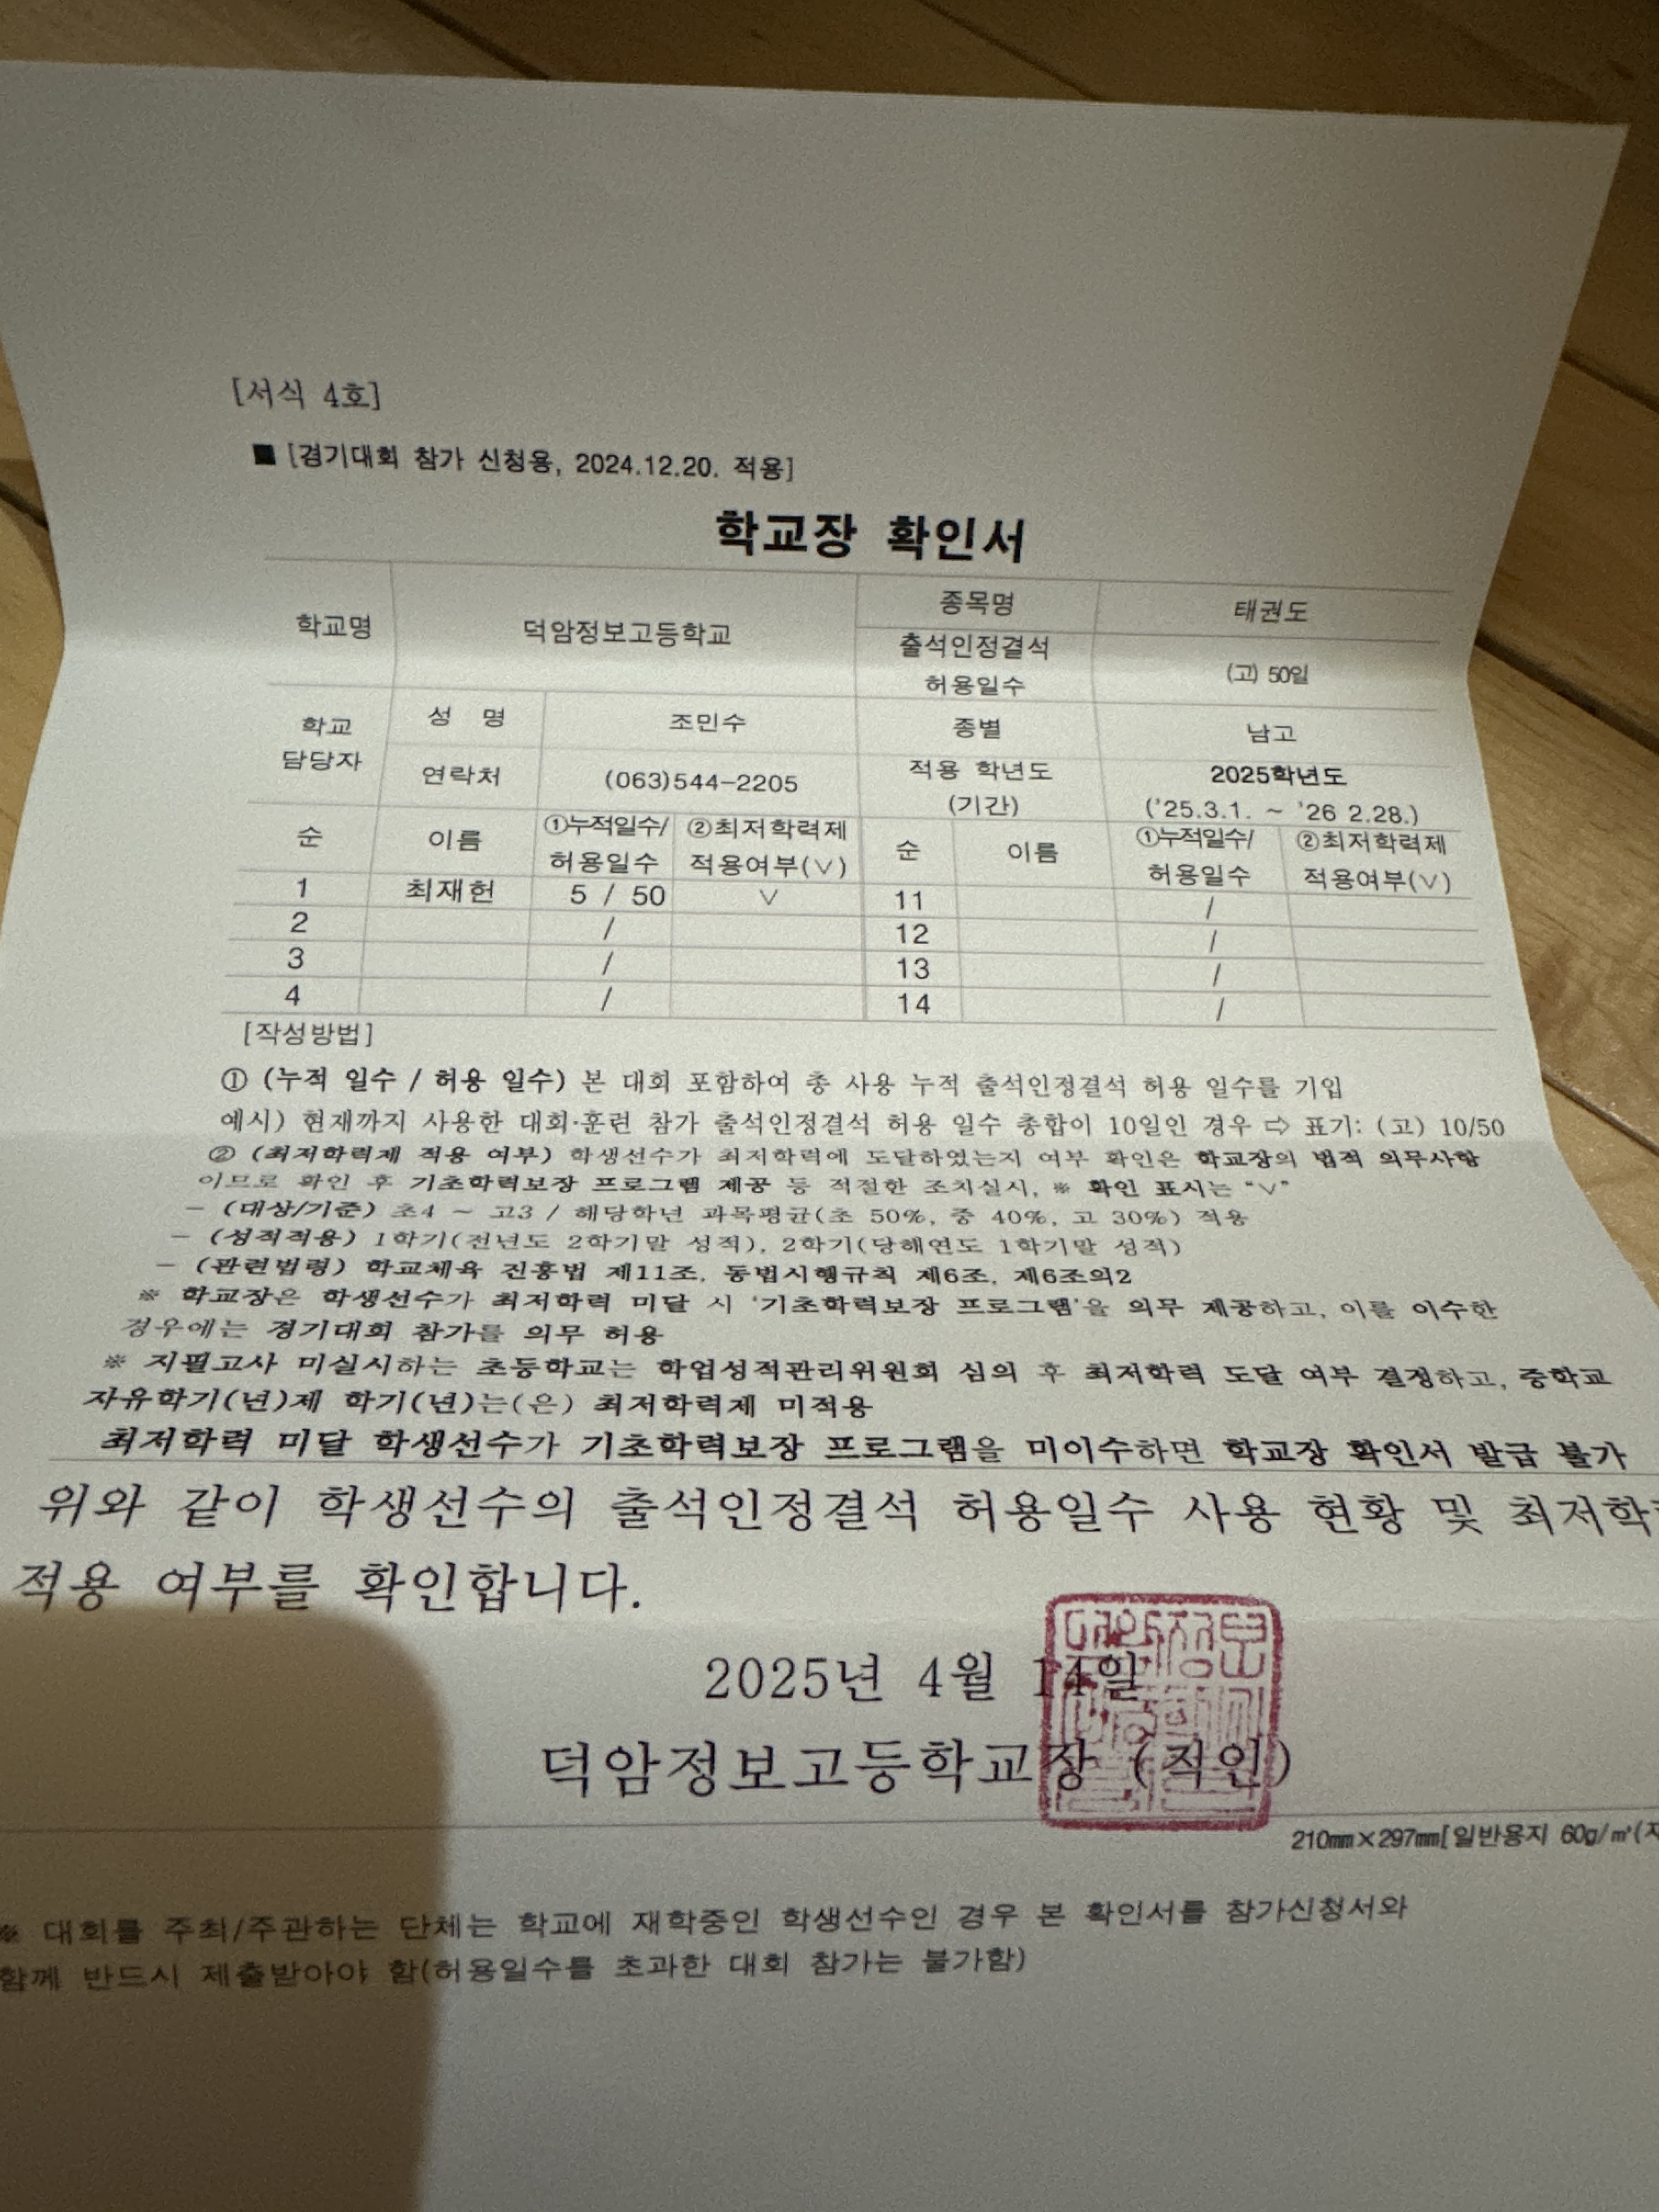 [서식 4호]
■ [경기대회 참가 신청용, 2024.12.20. 적용]
학교장 확인서
학교명 덕암정보고등학교 종목명 태권도
출석인정결석 허용일수 (고) 50일
학교 담당자 성 명 조민수 종별 남고
연락처 (063)544-2205 적용 학년도 (기간) 2025학년도 ('25.3.1. ~ '26 2.28.)
순 이름 ①누적일수/허용일수 ②최저학력제 적용여부(∨) 순 이름 ①누적일수/허용일수 ②최저학력제 적용여부(∨)
1 최재헌 5 / 50 ∨ 11 /
2 / 12 /
3 / 13 /
4 / 14 /
[작성방법]
① (누적 일수 / 허용 일수) 본 대회 포함하여 총 사용 누적 출석인정결석 허용 일수를 기입
예시) 현재까지 사용한 대회·훈련 참가 출석인정결석 허용 일수 총합이 10일인 경우 ⇨ 표기: (고) 10/50
② (최저학력제 적용 여부) 학생선수가 최저학력에 도달하였는지 여부 확인은 학교장의 법적 의무사항
이므로 확인 후 기초학력보장 프로그램 제공 등 적절한 조치실시, ※ 확인 표시는 "∨"
- (대상/기준) 초4 ~ 고3 / 해당학년 과목평균(초 50%, 중 40%, 고 30%) 적용
- (성적적용) 1학기(전년도 2학기말 성적), 2학기(당해연도 1학기말 성적)
- (관련법령) 학교체육 진흥법 제11조, 동법시행규칙 제6조, 제6조의2
※ 학교장은 학생선수가 최저학력 미달 시 '기초학력보장 프로그램'을 의무 제공하고, 이를 이수한
경우에는 경기대회 참가를 의무 허용
※ 지필고사 미실시하는 초등학교는 학업성적관리위원회 심의 후 최저학력 도달 여부 결정하고, 중학교
자유학기(년)제 학기(년)는(은) 최저학력제 미적용
최저학력 미달 학생선수가 기초학력보장 프로그램을 미이수하면 학교장 확인서 발급 불가
위와 같이 학생선수의 출석인정결석 허용일수 사용 현황 및 최저학
적용 여부를 확인합니다.
2025년 4월 14일
덕암정보고등학교장 (직인)
210mm×297mm[일반용지 60g/㎡(
※ 대회를 주최/주관하는 단체는 학교에 재학중인 학생선수인 경우 본 확인서를 참가신청서와
함께 반드시 제출받아야 함(허용일수를 초과한 대회 참가는 불가함)